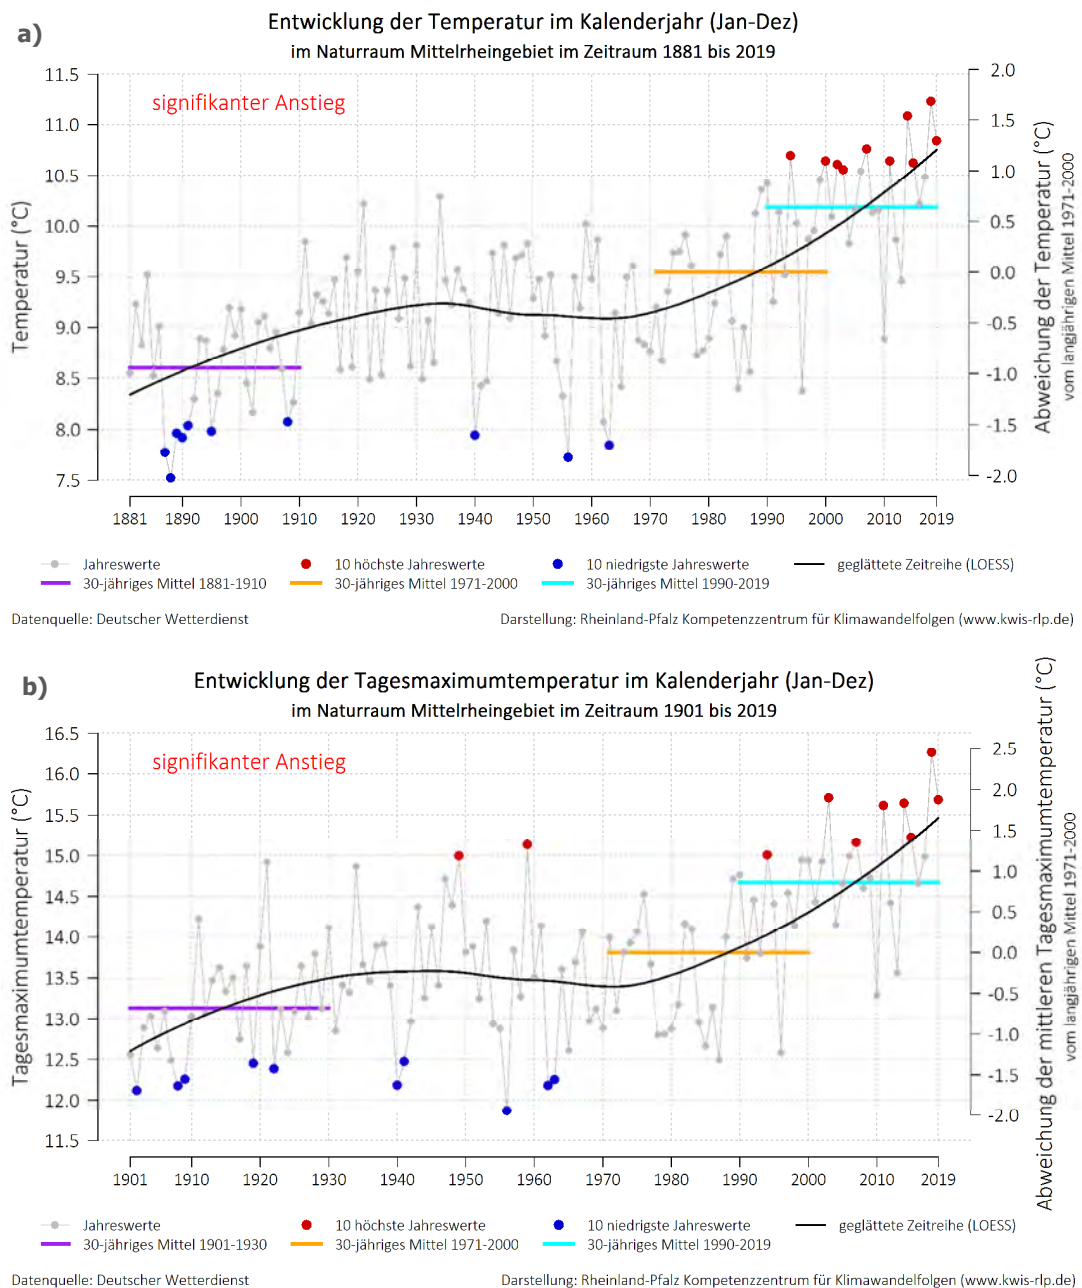 a)
Entwicklung der Temperatur im Kalenderjahr (Jan-Dez)
im Naturraum Mittelrheingebiet im Zeitraum 1881 bis 2019
signifikanter Anstieg
Temperatur (°C)
11.5
11.0
10.5
10.0
9.5
9.0
8.5
8.0
7.5
2.0
1.5
1.0
0.5
0.0
-0.5
-1.0
-1.5
-2.0
Abweichung der Temperatur (°C)
vom langjährigen Mittel 1971-2000
1881 1890 1900 1910 1920 1930 1940 1950 1960 1970 1980 1990 2000 2010 2019
Jahreswerte 10 höchste Jahreswerte 10 niedrigste Jahreswerte geglättete Zeitreihe (LOESS)
30-jähriges Mittel 1881-1910 30-jähriges Mittel 1971-2000 30-jähriges Mittel 1990-2019
Datenquelle: Deutscher Wetterdienst Darstellung: Rheinland-Pfalz Kompetenzzentrum für Klimawandelfolgen (www.kwis-rlp.de)
b)
Entwicklung der Tagesmaximumtemperatur im Kalenderjahr (Jan-Dez)
im Naturraum Mittelrheingebiet im Zeitraum 1901 bis 2019
signifikanter Anstieg
Tagesmaximumtemperatur (°C)
16.5
16.0
15.5
15.0
14.5
14.0
13.5
13.0
12.5
12.0
11.5
2.5
2.0
1.5
1.0
0.5
0.0
-0.5
-1.0
-1.5
-2.0
Abweichung der mittleren Tagesmaximumtemperatur (°C)
vom langjährigen Mittel 1971-2000
1901 1910 1920 1930 1940 1950 1960 1970 1980 1990 2000 2010 2019
Jahreswerte 10 höchste Jahreswerte 10 niedrigste Jahreswerte geglättete Zeitreihe (LOESS)
30-jähriges Mittel 1901-1930 30-jähriges Mittel 1971-2000 30-jähriges Mittel 1990-2019
Datenquelle: Deutscher Wetterdienst Darstellung: Rheinland-Pfalz Kompetenzzentrum für Klimawandelfolgen (www.kwis-rlp.de)